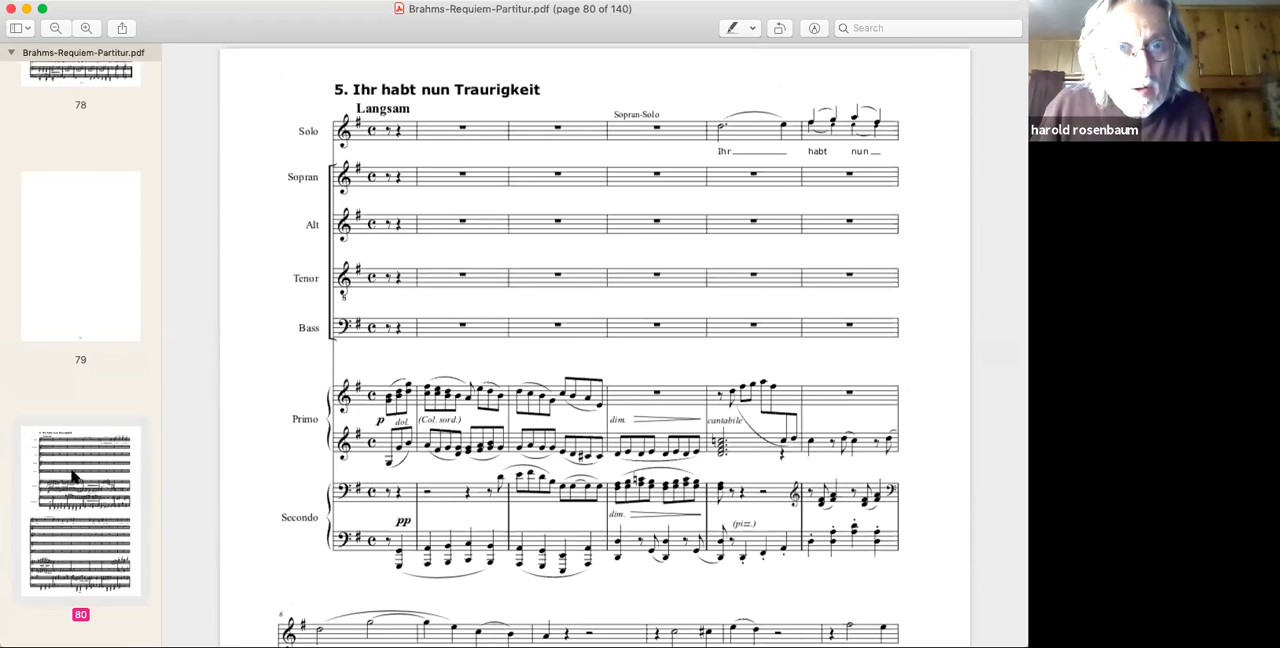 Brahms-Requiem-Partitur.pdf (page 80 of 140)
Search
Brahms-Requiem-Partitur.pdf
78
79
80
5. Ihr habt nun Traurigkeit
Langsam
Sopran-Solo
Solo
Ihr habt nun
Sopran
Alt
Tenor
8
Bass
Primo
p dol. (Col. sord.) dim. cantabile
Secondo
pp dim. (pizz.)
6
harold rosenbaum